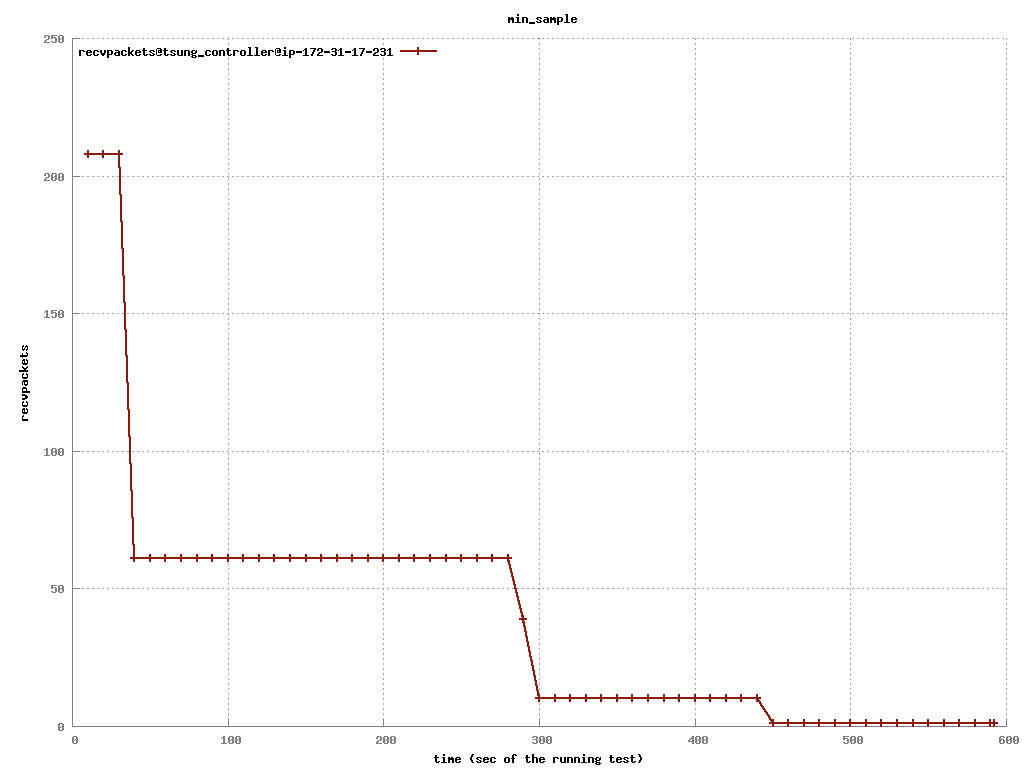 min_sample
250
recvpackets@tsung_controller@ip-172-31-17-231
200
150
recvpackets
100
50
0
0 100 200 300 400 500 600
time (sec of the running test)